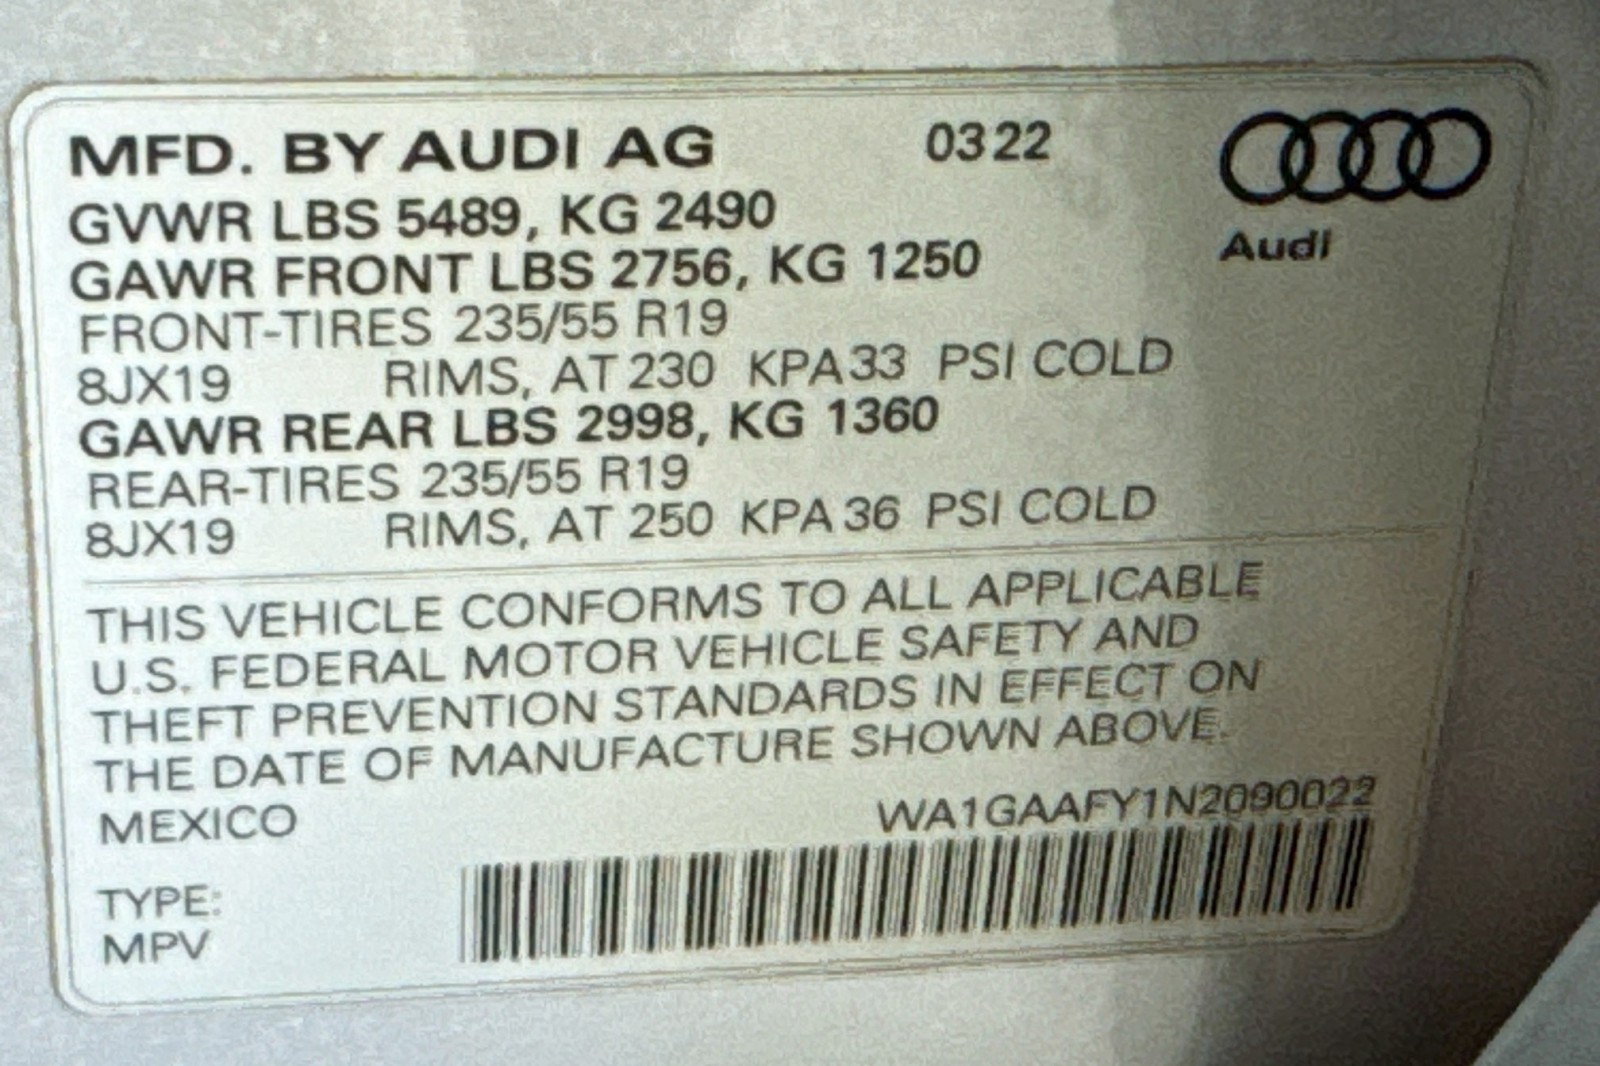 MFD. BY AUDI AG 03 22
Audi
GVWR LBS 5489, KG 2490
GAWR FRONT LBS 2756, KG 1250
FRONT-TIRES 235/55 R19
8JX19 RIMS, AT 230 KPA 33 PSI COLD
GAWR REAR LBS 2998, KG 1360
REAR-TIRES 235/55 R19
8JX19 RIMS, AT 250 KPA 36 PSI COLD
THIS VEHICLE CONFORMS TO ALL APPLICABLE
U.S. FEDERAL MOTOR VEHICLE SAFETY AND
THEFT PREVENTION STANDARDS IN EFFECT ON
THE DATE OF MANUFACTURE SHOWN ABOVE.
MEXICO WA1GAAFY1N2090022
TYPE:
MPV